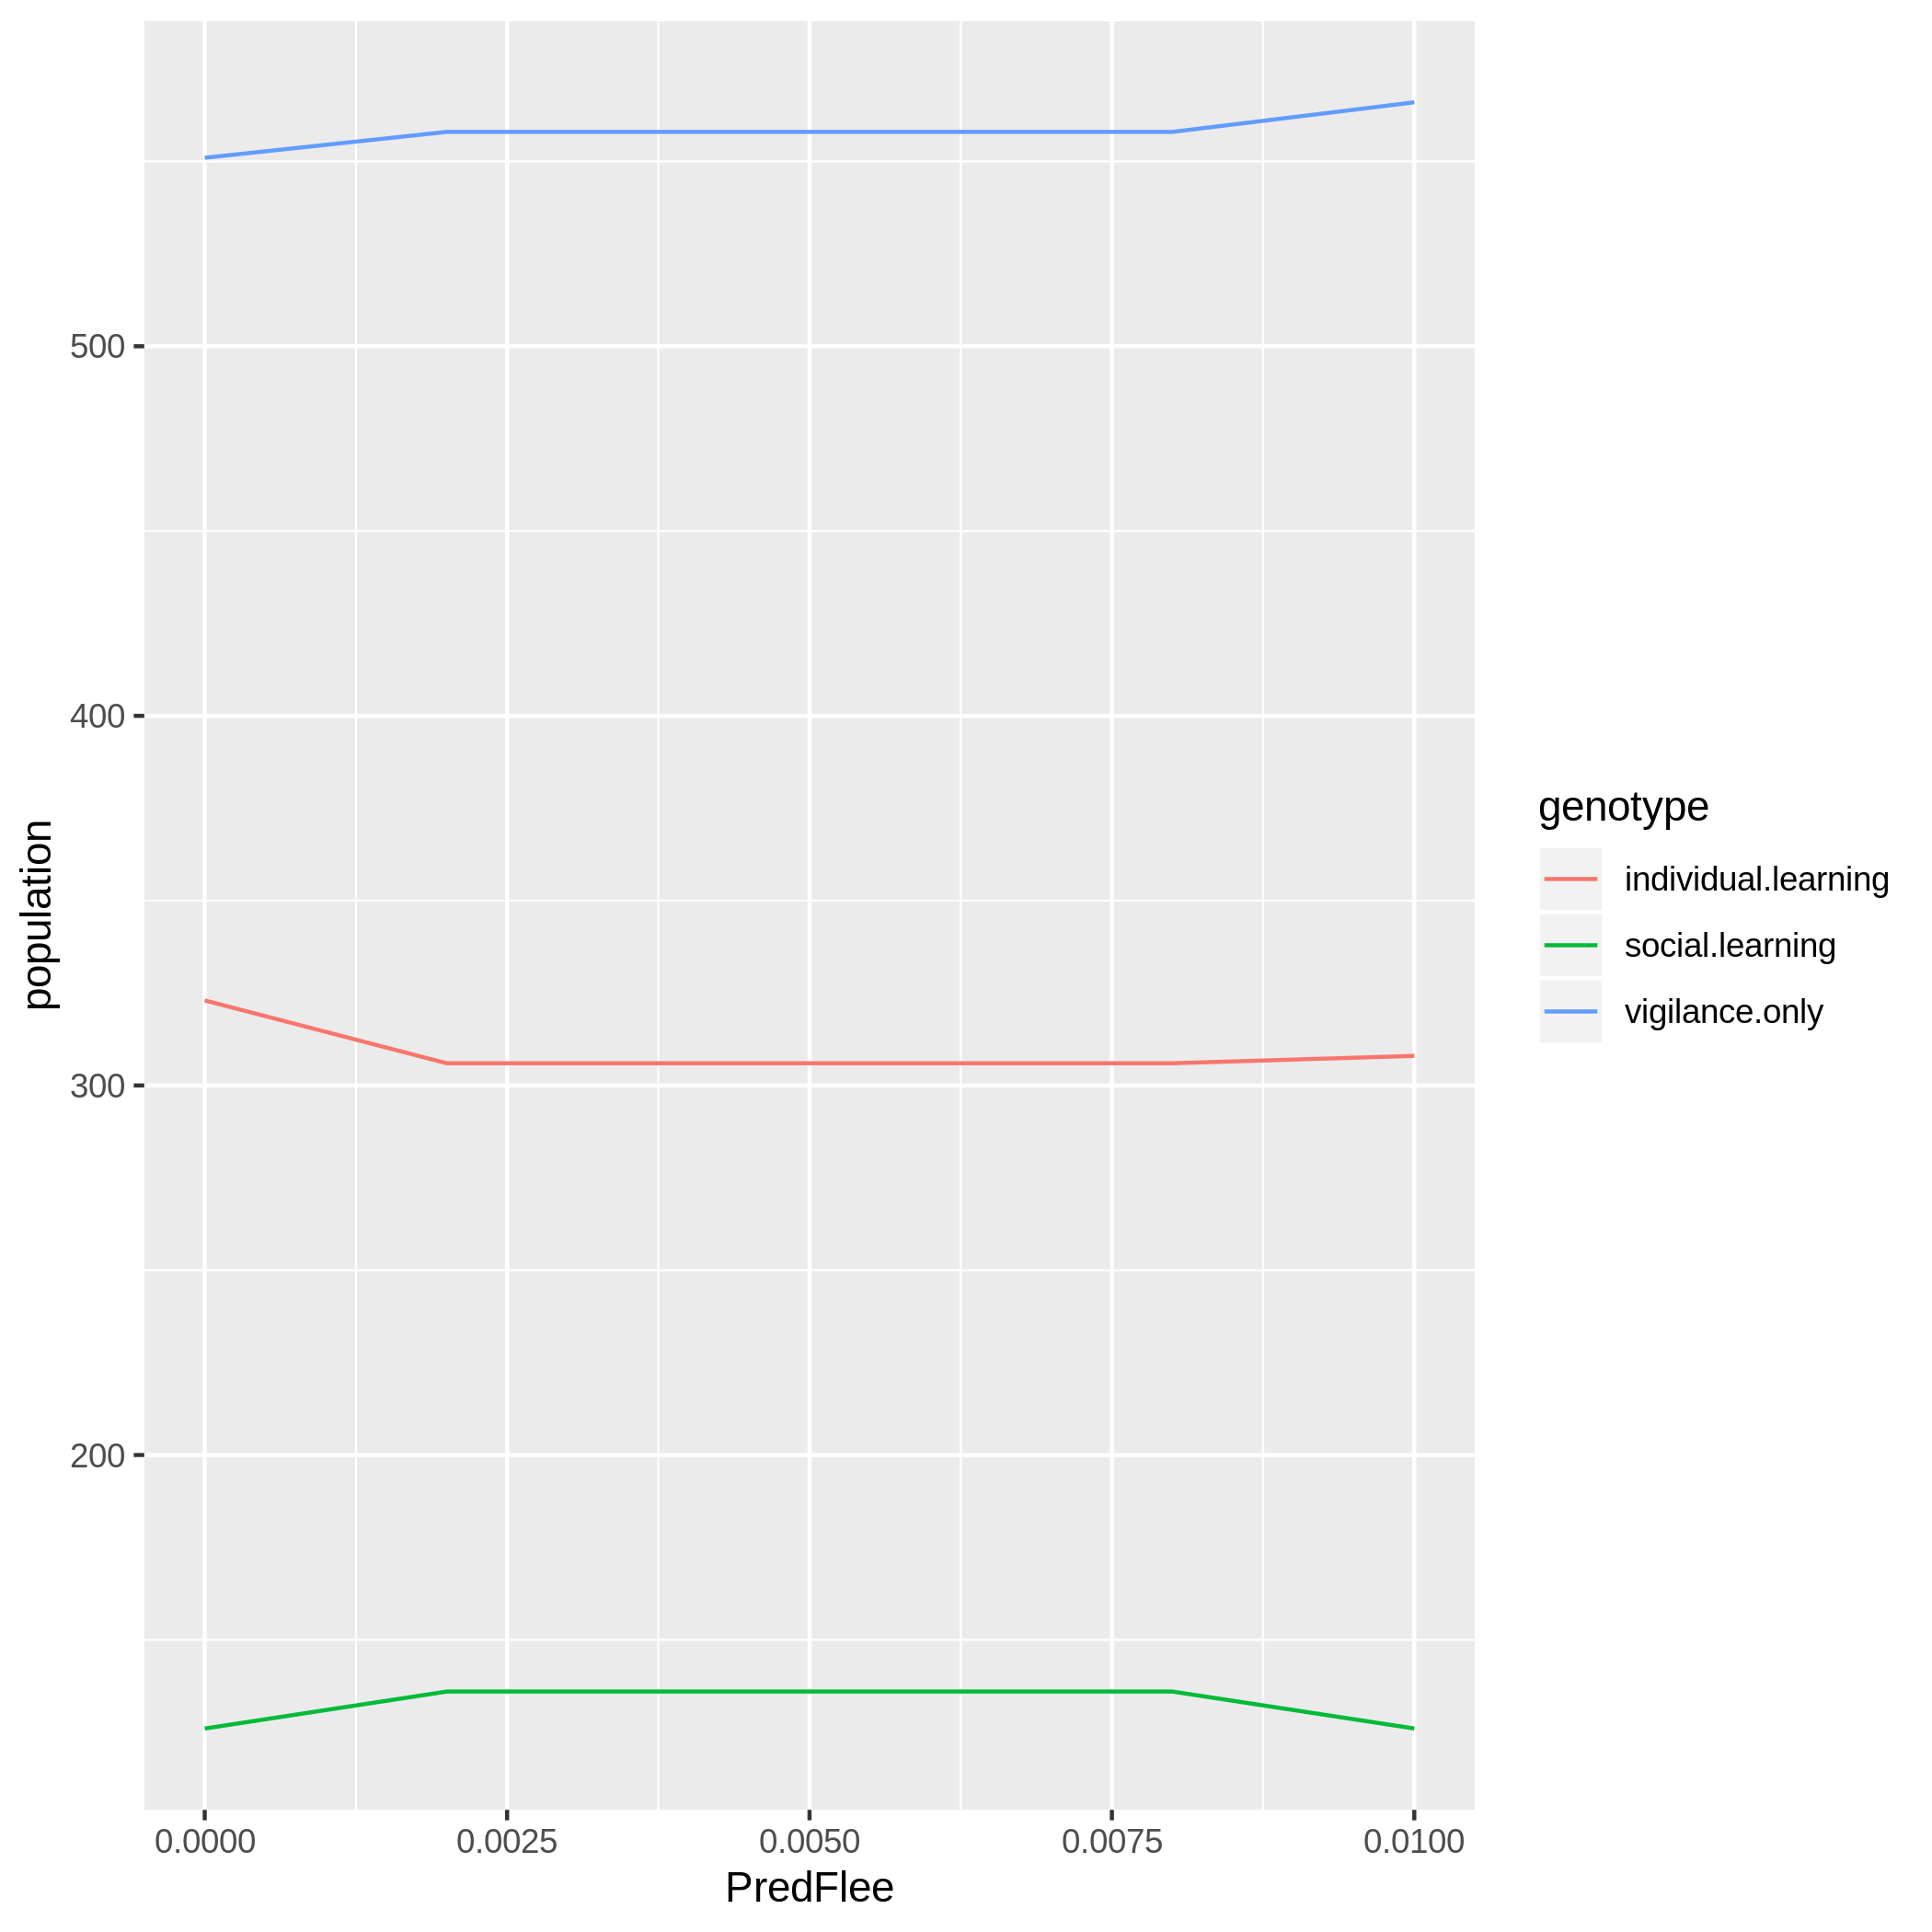 500
400
300
200
population
0.0000 0.0025 0.0050 0.0075 0.0100
PredFlee
genotype
individual.learning
social.learning
vigilance.only